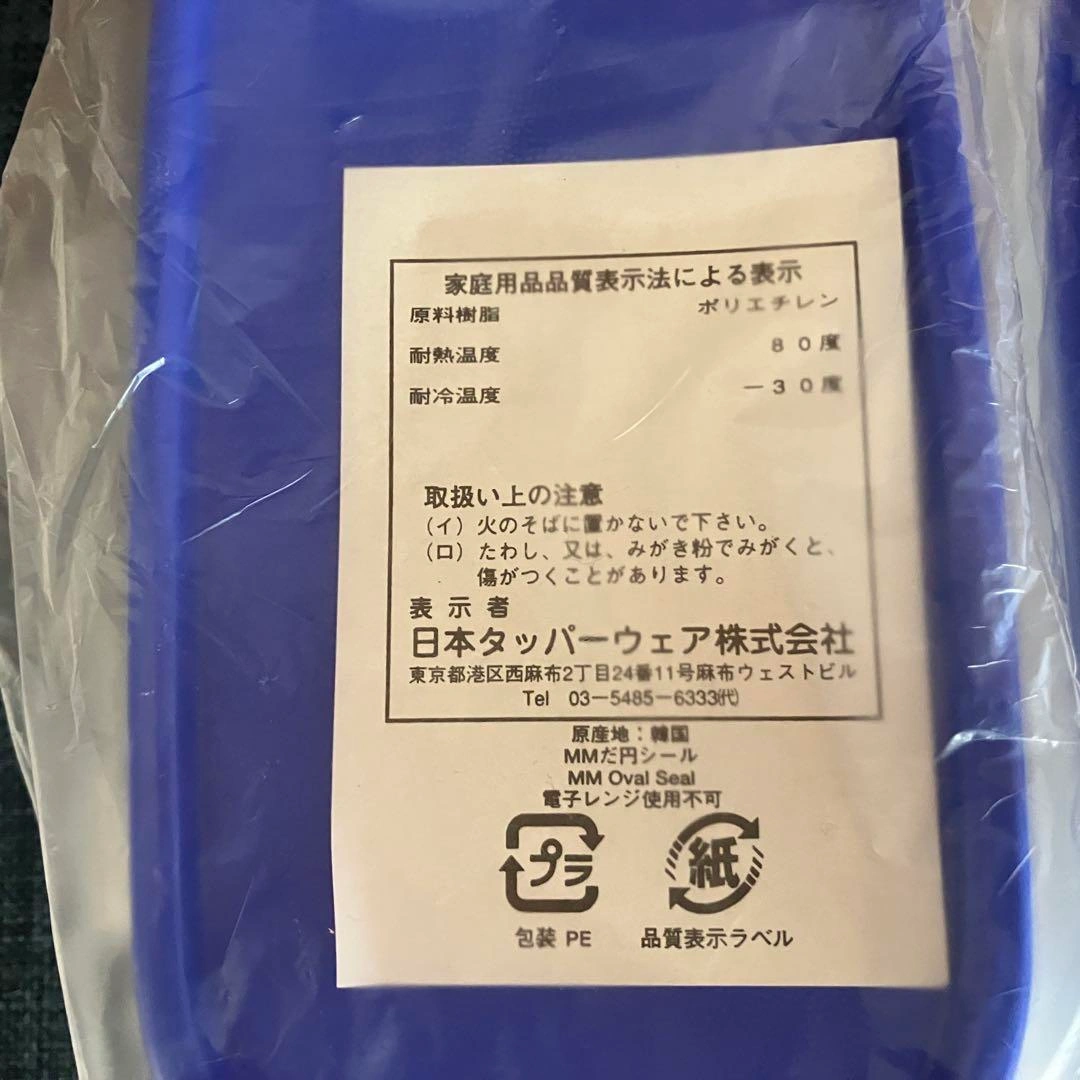 家庭用品品質表示法による表示
原料樹脂 ポリエチレン
耐熱温度 80度
耐冷温度 －30度
取扱い上の注意
（イ）火のそばに置かないで下さい。
（ロ）たわし、又は、みがき粉でみがくと、
傷がつくことがあります。
表示者
日本タッパーウェア株式会社
東京都港区西麻布2丁目24番11号麻布ウェストビル
Tel 03－5485－6333㈹
原産地：韓国
MMだ円シール
MM Oval Seal
電子レンジ使用不可
プラ 紙
包装 PE 品質表示ラベル